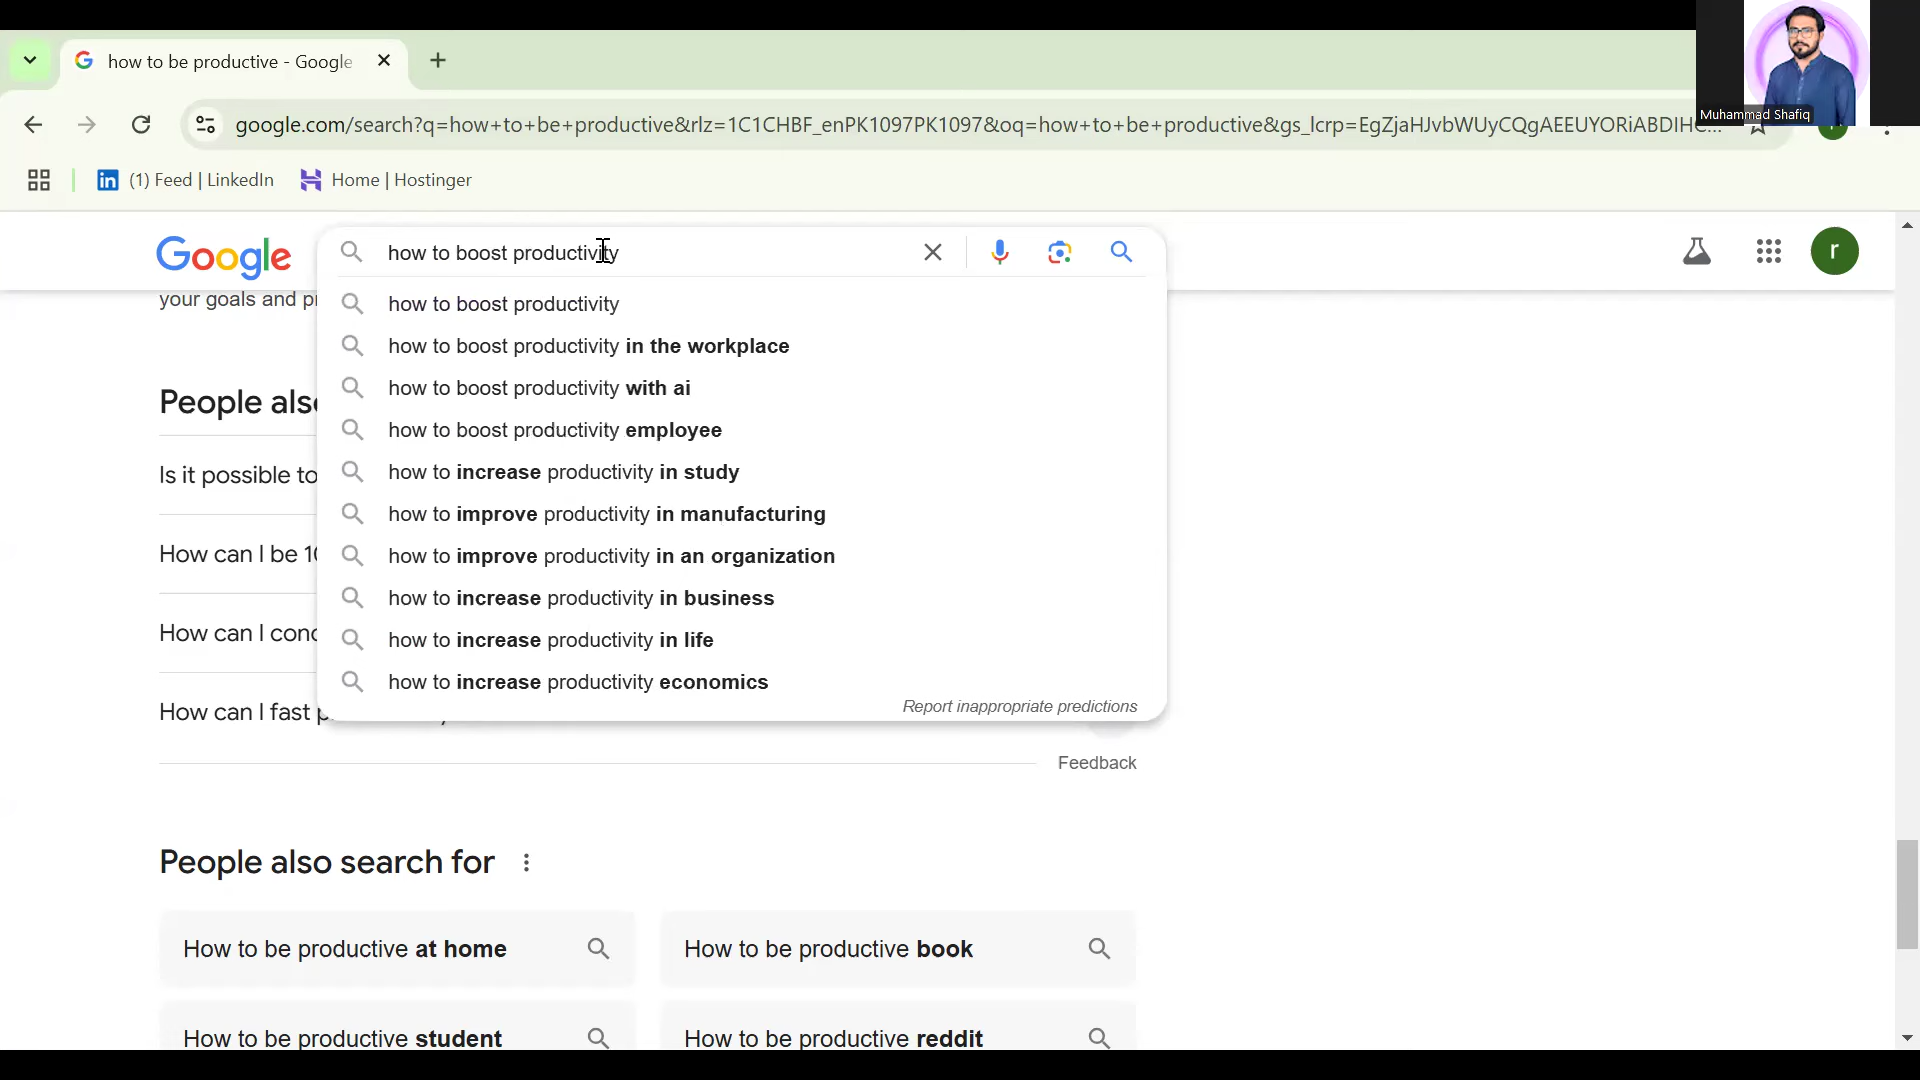 how to be productive - Google
Muhammad Shafiq
google.com/search?q=how+to+be+productive&rlz=1C1CHBF_enPK1097PK1097&oq=how+to+be+productive&gs_lcrp=EgZjaHJvbWUyCQgAEEUYORiABDIHC...
(1) Feed | LinkedIn
Home | Hostinger
Google
how to boost productivity
r
your goals and
how to boost productivity
how to boost productivity in the workplace
People
how to boost productivity with ai
how to boost productivity employee
Is it possible to
how to increase productivity in study
how to improve productivity in manufacturing
How can I be
how to improve productivity in an organization
how to increase productivity in business
How can I
how to increase productivity in life
how to increase productivity economics
Report inappropriate predictions
How can I fast
Feedback
People also search for
How to be productive at home
How to be productive book
How to be productive student
How to be productive reddit